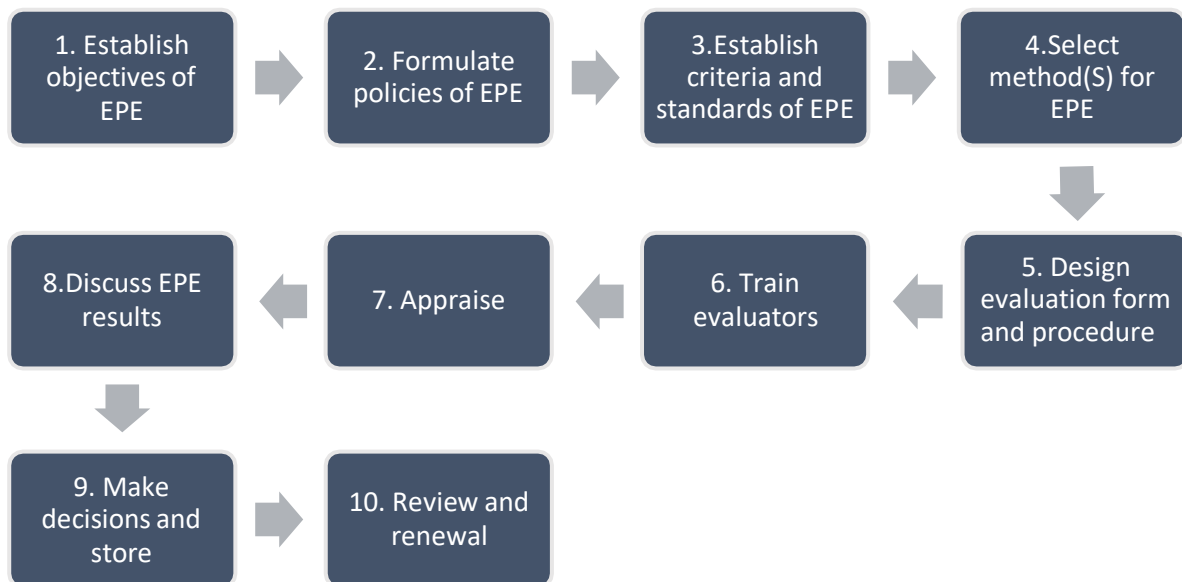 1. Establish
objectives of
EPE
2. Formulate
policies of EPE
3.Establish
criteria and
standards of EPE
4.Select
method(S) for
EPE
5. Design
evaluation form
and procedure
6. Train
evaluators
7. Appraise
8.Discuss EPE
results
9. Make
decisions and
store
10. Review and
renewal